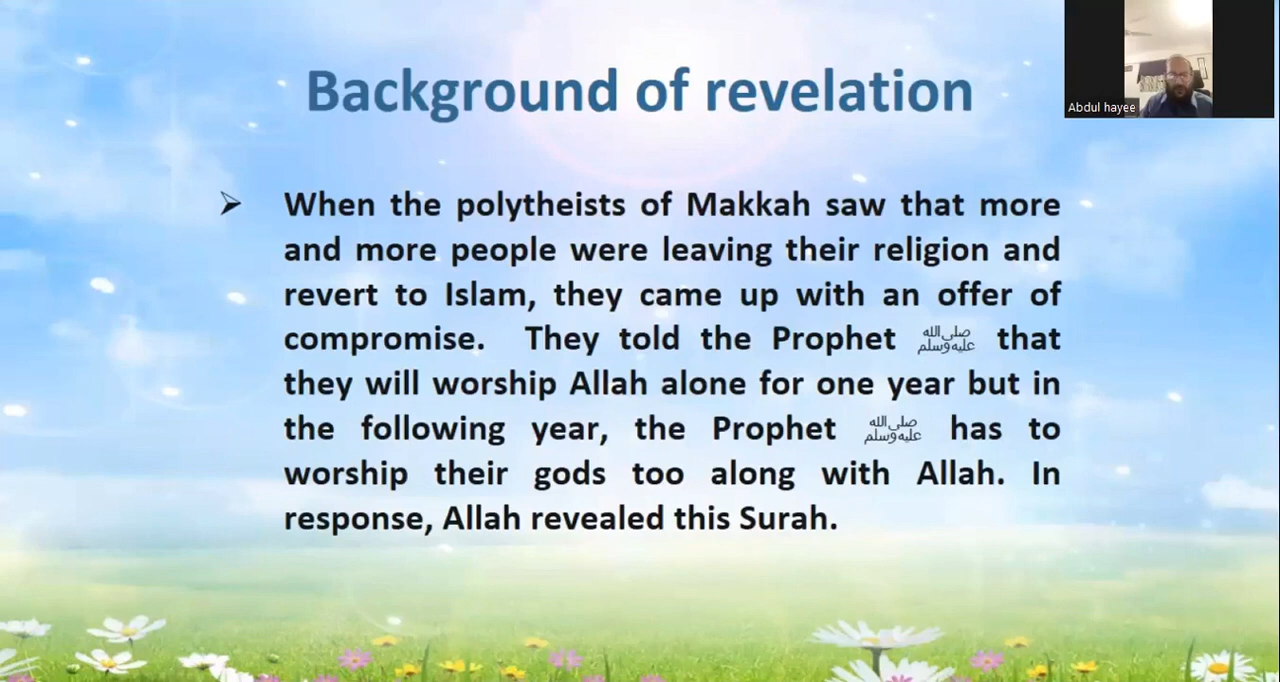 Background of revelation
Abdul hayee
➢ When the polytheists of Makkah saw that more
and more people were leaving their religion and
revert to Islam, they came up with an offer of
compromise. They told the Prophet ﷺ that
they will worship Allah alone for one year but in
the following year, the Prophet ﷺ has to
worship their gods too along with Allah. In
response, Allah revealed this Surah.